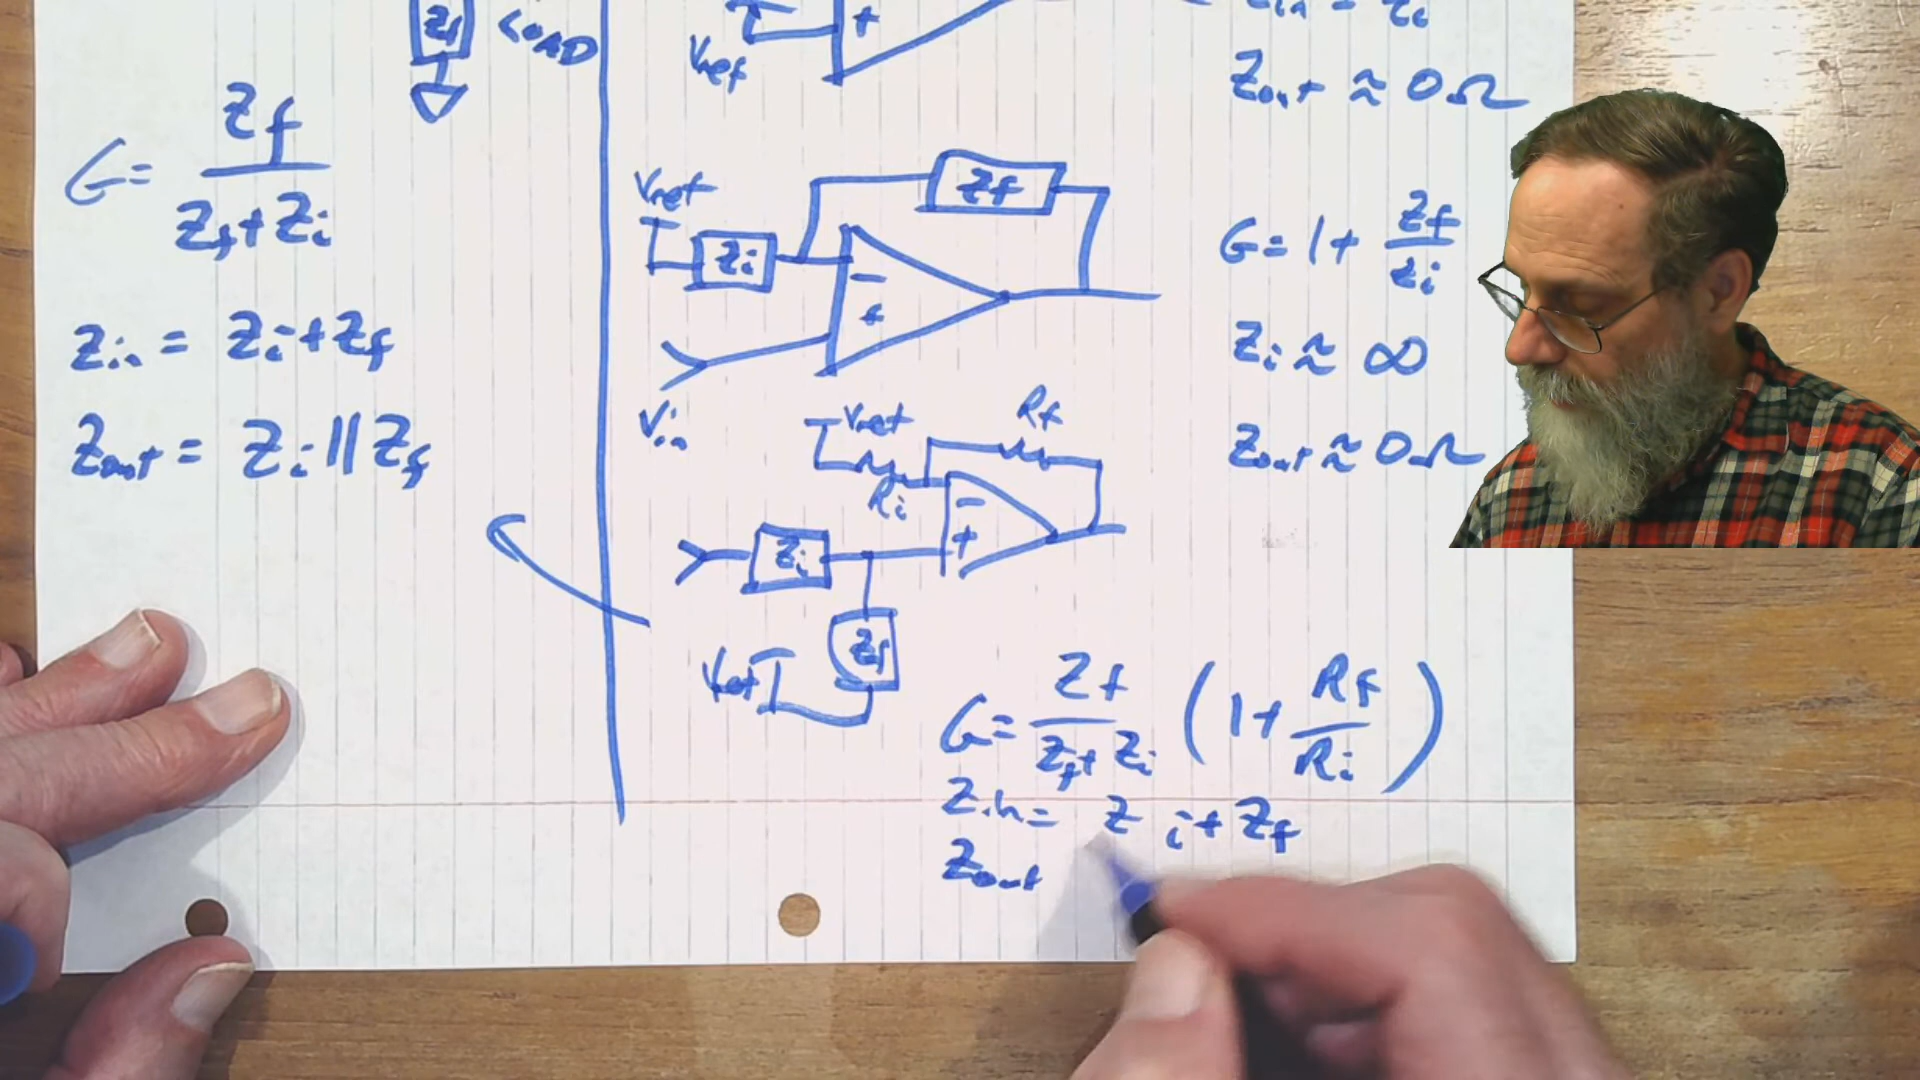 Zf LOAD
G= Zf
Zf+Zi
Zin = Zi+Zf
Zout = Zi||Zf
+
Vref
Zin = Zi
Zout ≈ 0Ω
Vref
Zf
Zi
-
+
Vin
G= 1+ Zf
Zi
Zi ≈ ∞
Zout ≈ 0Ω
Vref
Rf
Ri
-
+
Zi
Zf
Vref
G= Zf (1+ Rf)
Zf+Zi Ri
Zin= Zi+Zf
Zout